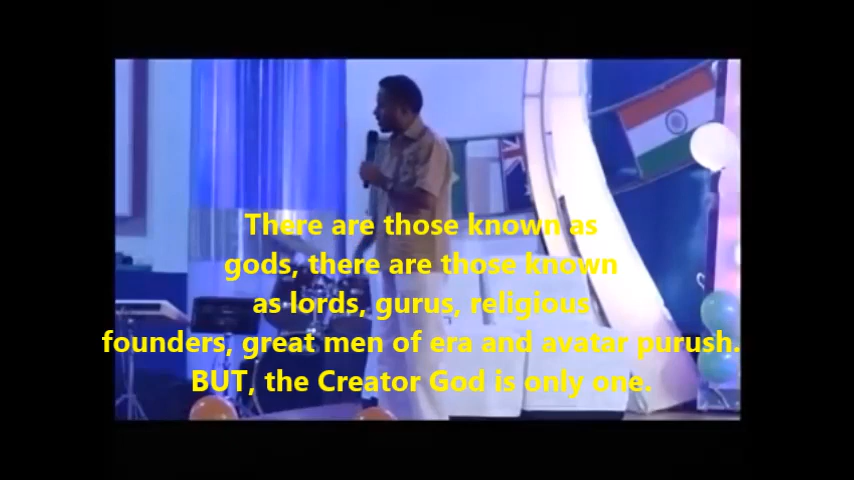 There are those known as
gods, there are those known
as lords, gurus, religious
founders, great men of era and avatar purush.
BUT, the Creator God is only one.